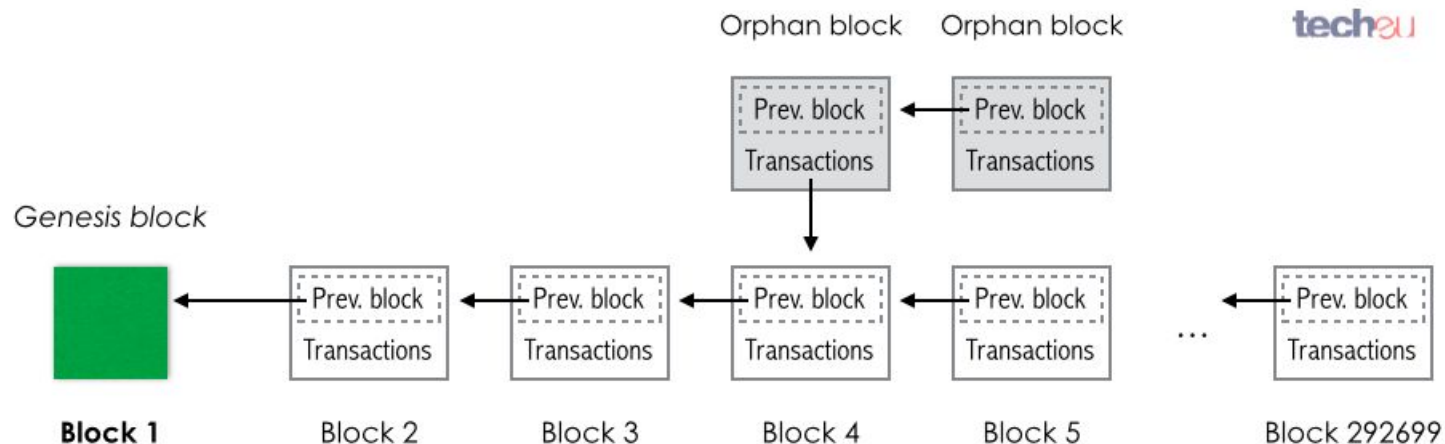 Orphan block Orphan block techeu
Prev. block Prev. block
Transactions Transactions
Genesis block
Prev. block Prev. block Prev. block Prev. block Prev. block
Transactions Transactions Transactions Transactions ... Transactions
Block 1 Block 2 Block 3 Block 4 Block 5 Block 292699